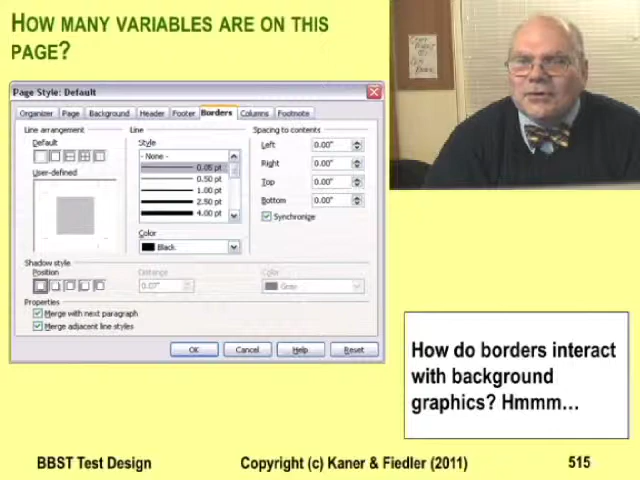 HOW MANY VARIABLES ARE ON THIS
PAGE?
Page Style: Default
Organizer Page Background Header Footer Borders Columns Footnote
Line arrangement Line Spacing to contents
Default Style Left 0.00"
- None -
0.05 pt Right 0.00"
User-defined 0.50 pt
1.00 pt Top 0.00"
2.50 pt Bottom 0.00"
4.00 pt Synchronize
Color
Black
Shadow style
Position Distance Color
0.07" Gray
Properties
Merge with next paragraph
Merge adjacent line styles
OK Cancel Help Reset
How do borders interact
with background
graphics? Hmmm...
BBST Test Design Copyright (c) Kaner & Fiedler (2011) 515